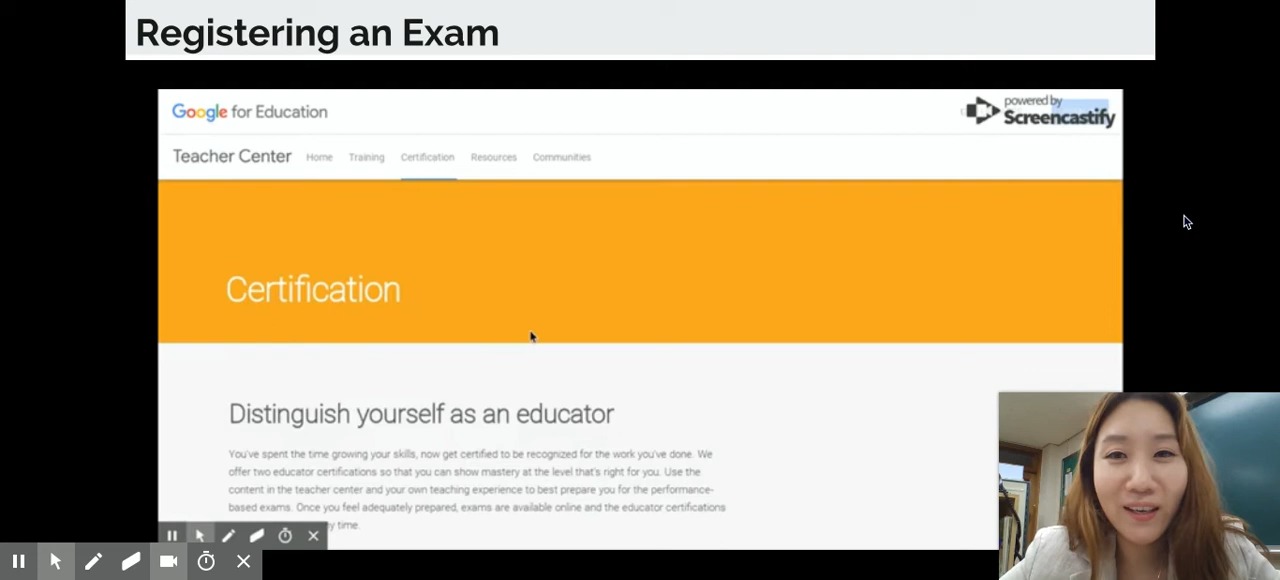 Registering an Exam
Google for Education
powered by
Screencastify
Teacher Center Home Training Certification Resources Communities
Certification
Distinguish yourself as an educator
You've spent the time growing your skills, now get certified to be recognized for the work you've done. We
offer two educator certifications so that you can show mastery at the level that's right for you. Use the
content in the teacher center and your own teaching experience to best prepare you for the performance-
based exams. Once you feel adequately prepared, exams are available online and the educator certifications
y time.